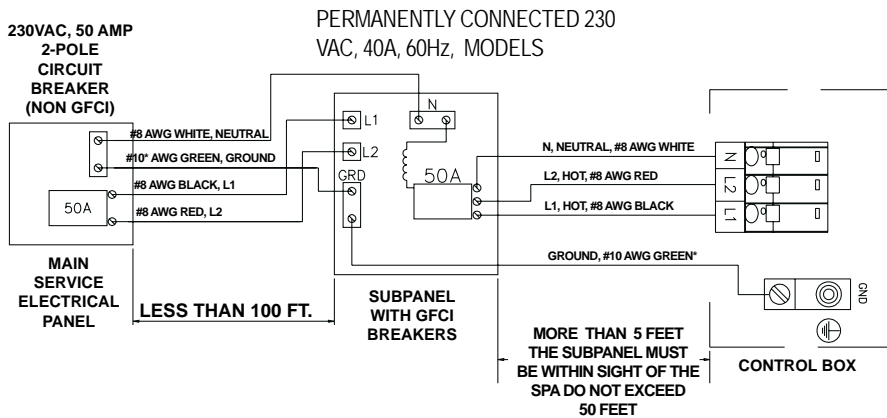 PERMANENTLY CONNECTED 230
VAC, 40A, 60Hz, MODELS
230VAC, 50 AMP
2-POLE
CIRCUIT
BREAKER
(NON GFCI)
#8 AWG WHITE, NEUTRAL
#10* AWG GREEN, GROUND
#8 AWG BLACK, L1
#8 AWG RED, L2
50A
MAIN
SERVICE
ELECTRICAL
PANEL
LESS THAN 100 FT.
N
L1
L2
GRD
50A
SUBPANEL
WITH GFCI
BREAKERS
N, NEUTRAL, #8 AWG WHITE
L2, HOT, #8 AWG RED
L1, HOT, #8 AWG BLACK
GROUND, #10 AWG GREEN*
MORE THAN 5 FEET
THE SUBPANEL MUST
BE WITHIN SIGHT OF THE
SPA DO NOT EXCEED
50 FEET
N
L2
L1
GND
CONTROL BOX